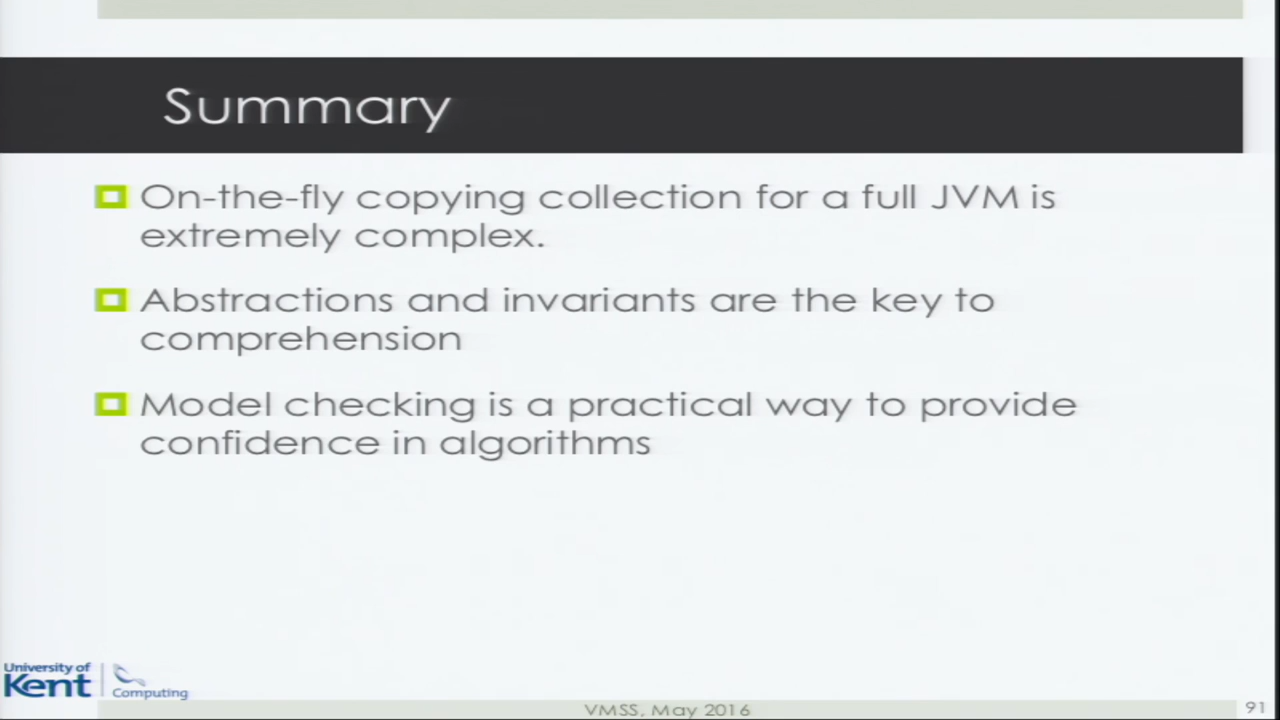 Summary
On-the-fly copying collection for a full JVM is
extremely complex.
Abstractions and invariants are the key to
comprehension
Model checking is a practical way to provide
confidence in algorithms
University of
Kent
Computing
VMSS, May 2016
91